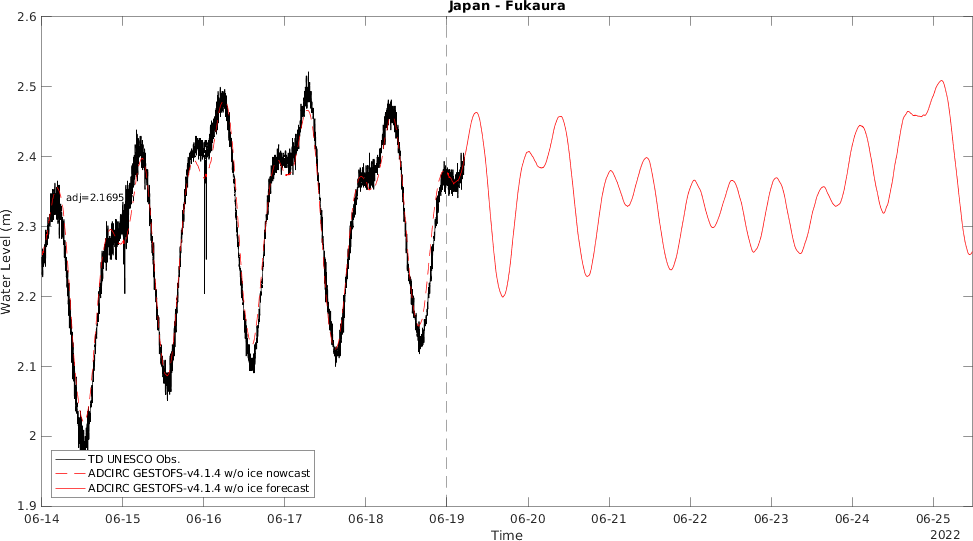 Japan - Fukaura
2.6
2.5
2.4
2.3
2.2
2.1
2
1.9
Water Level (m)
adj=2.1695
TD UNESCO Obs.
ADCIRC GESTOFS-v4.1.4 w/o ice nowcast
ADCIRC GESTOFS-v4.1.4 w/o ice forecast
06-14 06-15 06-16 06-17 06-18 06-19 06-20 06-21 06-22 06-23 06-24 06-25
2022
Time